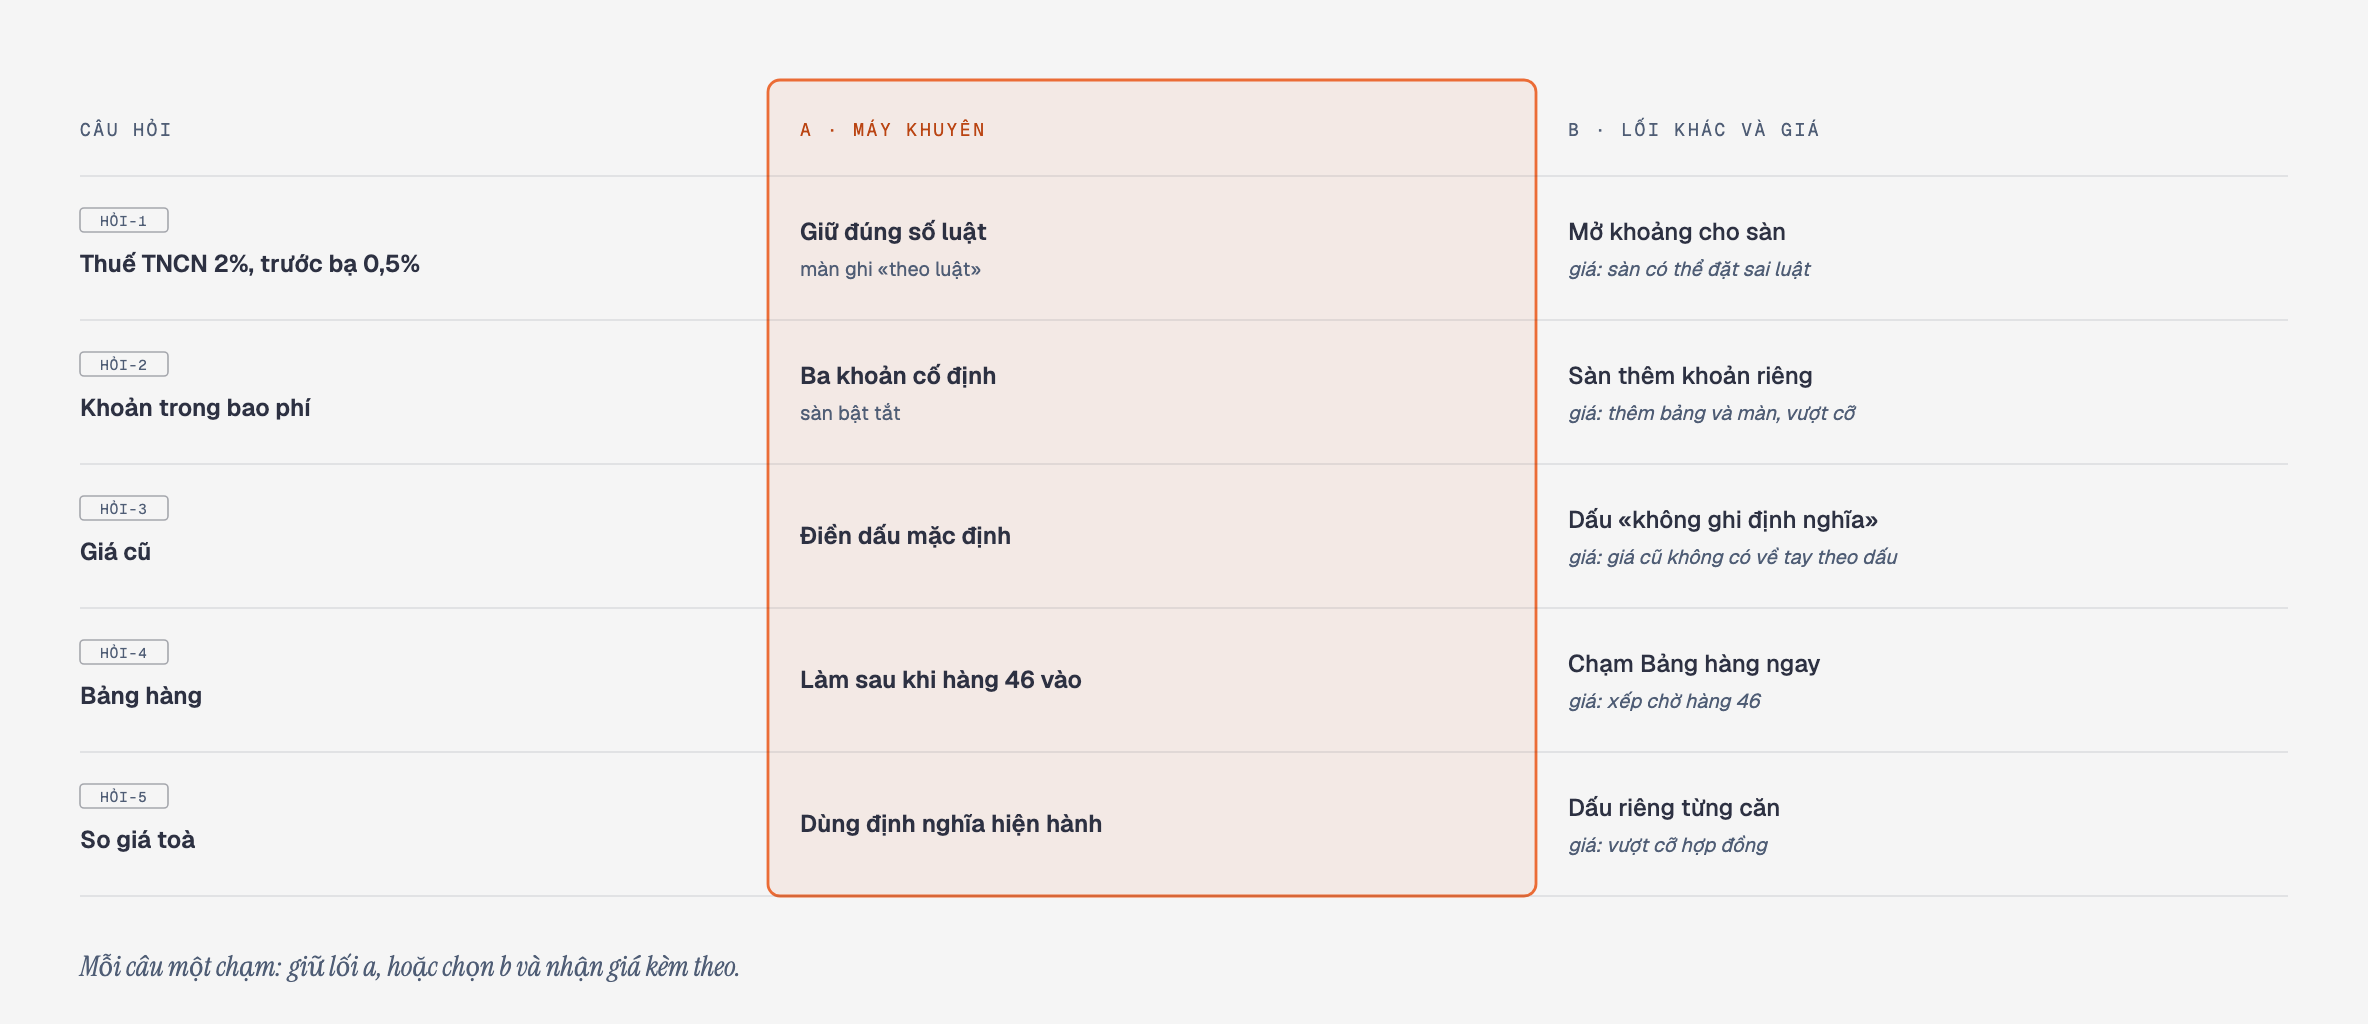 CÂU HỎI
A · MÁY KHUYÊN
B · LỐI KHÁC VÀ GIÁ
HỎI-1
Thuế TNCN 2%, trước bạ 0,5%
Giữ đúng số luật
màn ghi «theo luật»
Mở khoảng cho sàn
giá: sàn có thể đặt sai luật
HỎI-2
Khoản trong bao phí
Ba khoản cố định
sàn bật tắt
Sàn thêm khoản riêng
giá: thêm bảng và màn, vượt cỡ
HỎI-3
Giá cũ
Điền dấu mặc định
Dấu «không ghi định nghĩa»
giá: giá cũ không có vế tay theo dấu
HỎI-4
Bảng hàng
Làm sau khi hàng 46 vào
Chạm Bảng hàng ngay
giá: xếp chờ hàng 46
HỎI-5
So giá toà
Dùng định nghĩa hiện hành
Dấu riêng từng căn
giá: vượt cỡ hợp đồng
Mỗi câu một chạm: giữ lối a, hoặc chọn b và nhận giá kèm theo.